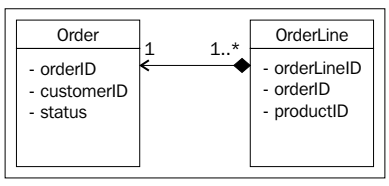 Order
- orderID
- customerID
- status
1
1..*
OrderLine
- orderLineID
- orderID
- productID